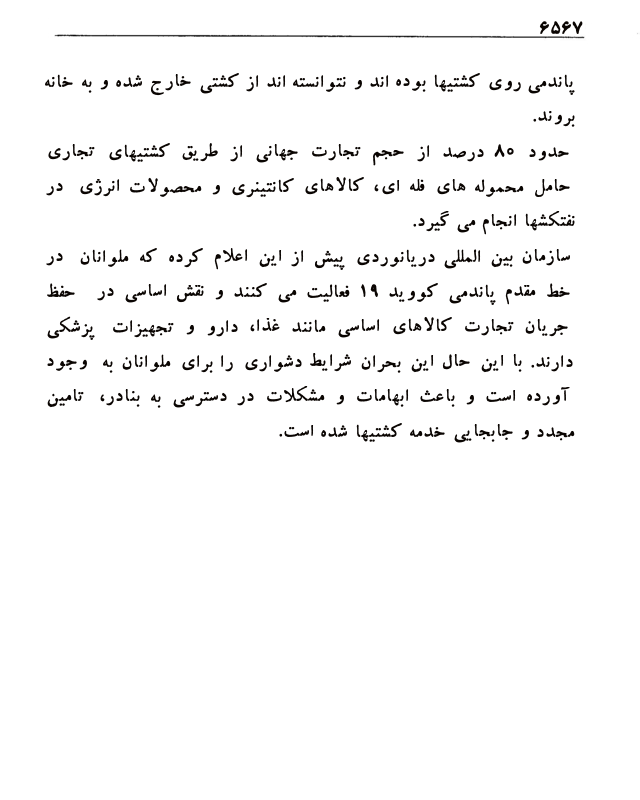 ۶۵۶۷
پاندمی روی کشتیها بوده اند و نتوانسته اند از کشتی خارج شده و به خانه
بروند.
حدود ۸۰ درصد از حجم تجارت جهانی از طریق کشتیهای تجاری
حامل محموله های فله ای، کالاهای کانتینری و محصولات انرژی در
نفتکشها انجام می گیرد.
سازمان بین المللی دریانوردی پیش از این اعلام کرده که ملوانان در
خط مقدم پاندمی کووید ۱۹ فعالیت می کنند و نقش اساسی در حفظ
جریان تجارت کالاهای اساسی مانند غذا، دارو و تجهیزات پزشکی
دارند. با این حال این بحران شرایط دشواری را برای ملوانان به وجود
آورده است و باعث ابهامات و مشکلات در دسترسی به بنادر، تامین
مجدد و جابجایی خدمه کشتیها شده است.